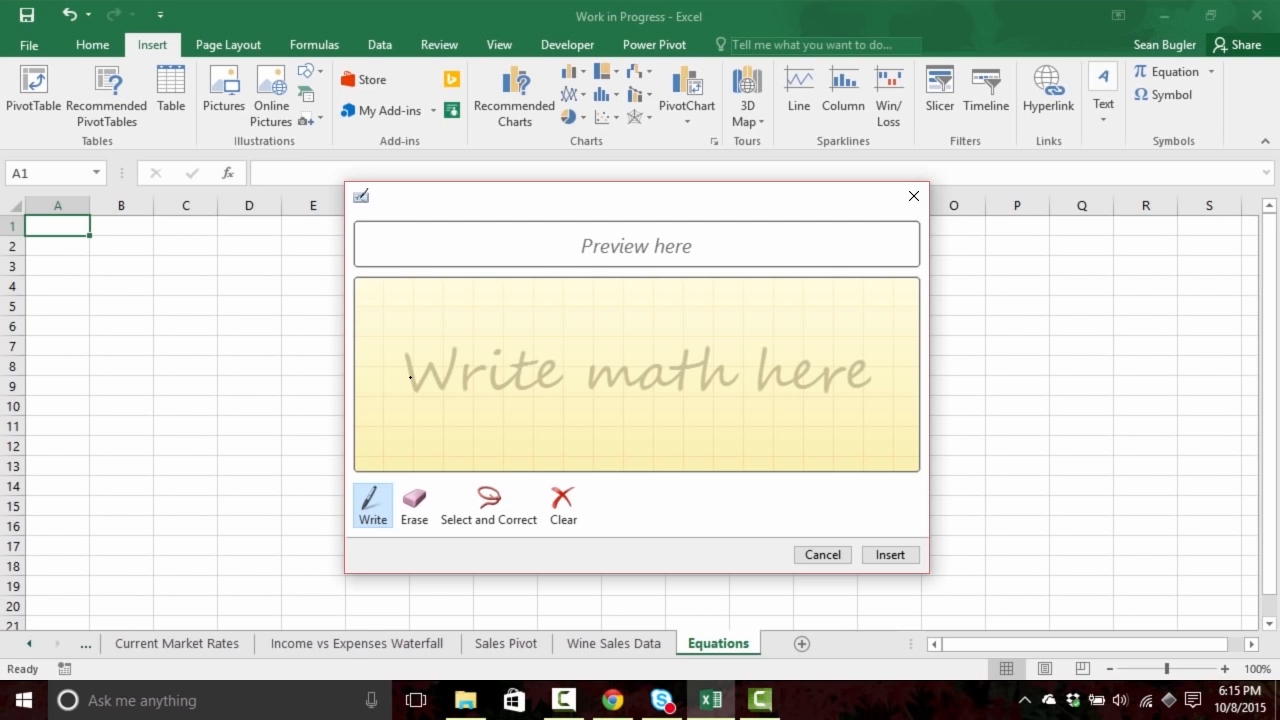 Work in Progress - Excel
File Home Insert Page Layout Formulas Data Review View Developer Power Pivot Tell me what you want to do... Sean Bugler Share
PivotTable Recommended PivotTables Table
Tables
Pictures Online Pictures
Illustrations
Store
My Add-ins
Add-ins
Recommended Charts
PivotChart
Charts
3D Map
Tours
Line Column Win/Loss
Sparklines
Slicer Timeline
Filters
Hyperlink
Links
A
Text
π Equation
Ω Symbol
Symbols
A1 fx
A B C D E O P Q R S
1
2
3
4
5
6
7
8
9
10
11
12
13
14
15
16
17
18
19
20
21
Preview here
Write math here
Write Erase Select and Correct Clear
Cancel Insert
... Current Market Rates Income vs Expenses Waterfall Sales Pivot Wine Sales Data Equations
Ready 100%
Ask me anything
6:15 PM
10/8/2015